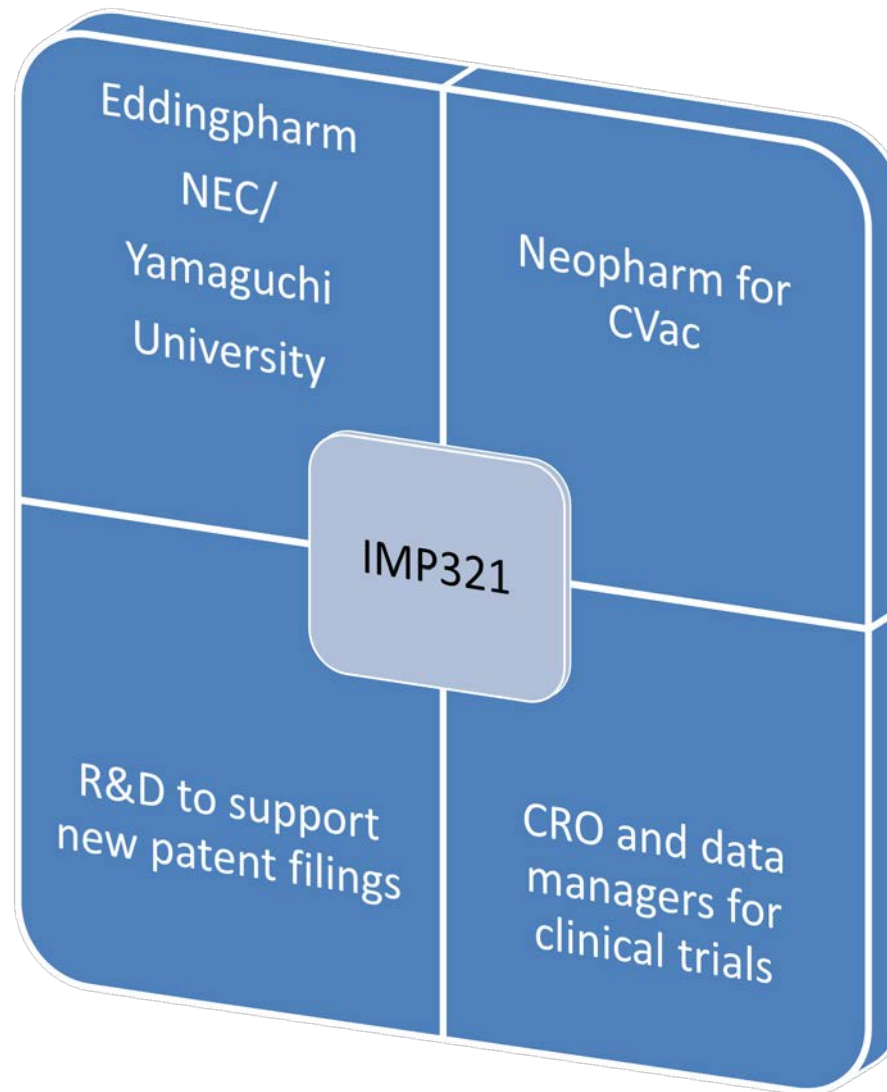 Eddingpharm
NEC/
Yamaguchi
University
Neopharm for
CVac
IMP321
R&D to support
new patent filings
CRO and data
managers for
clinical trials